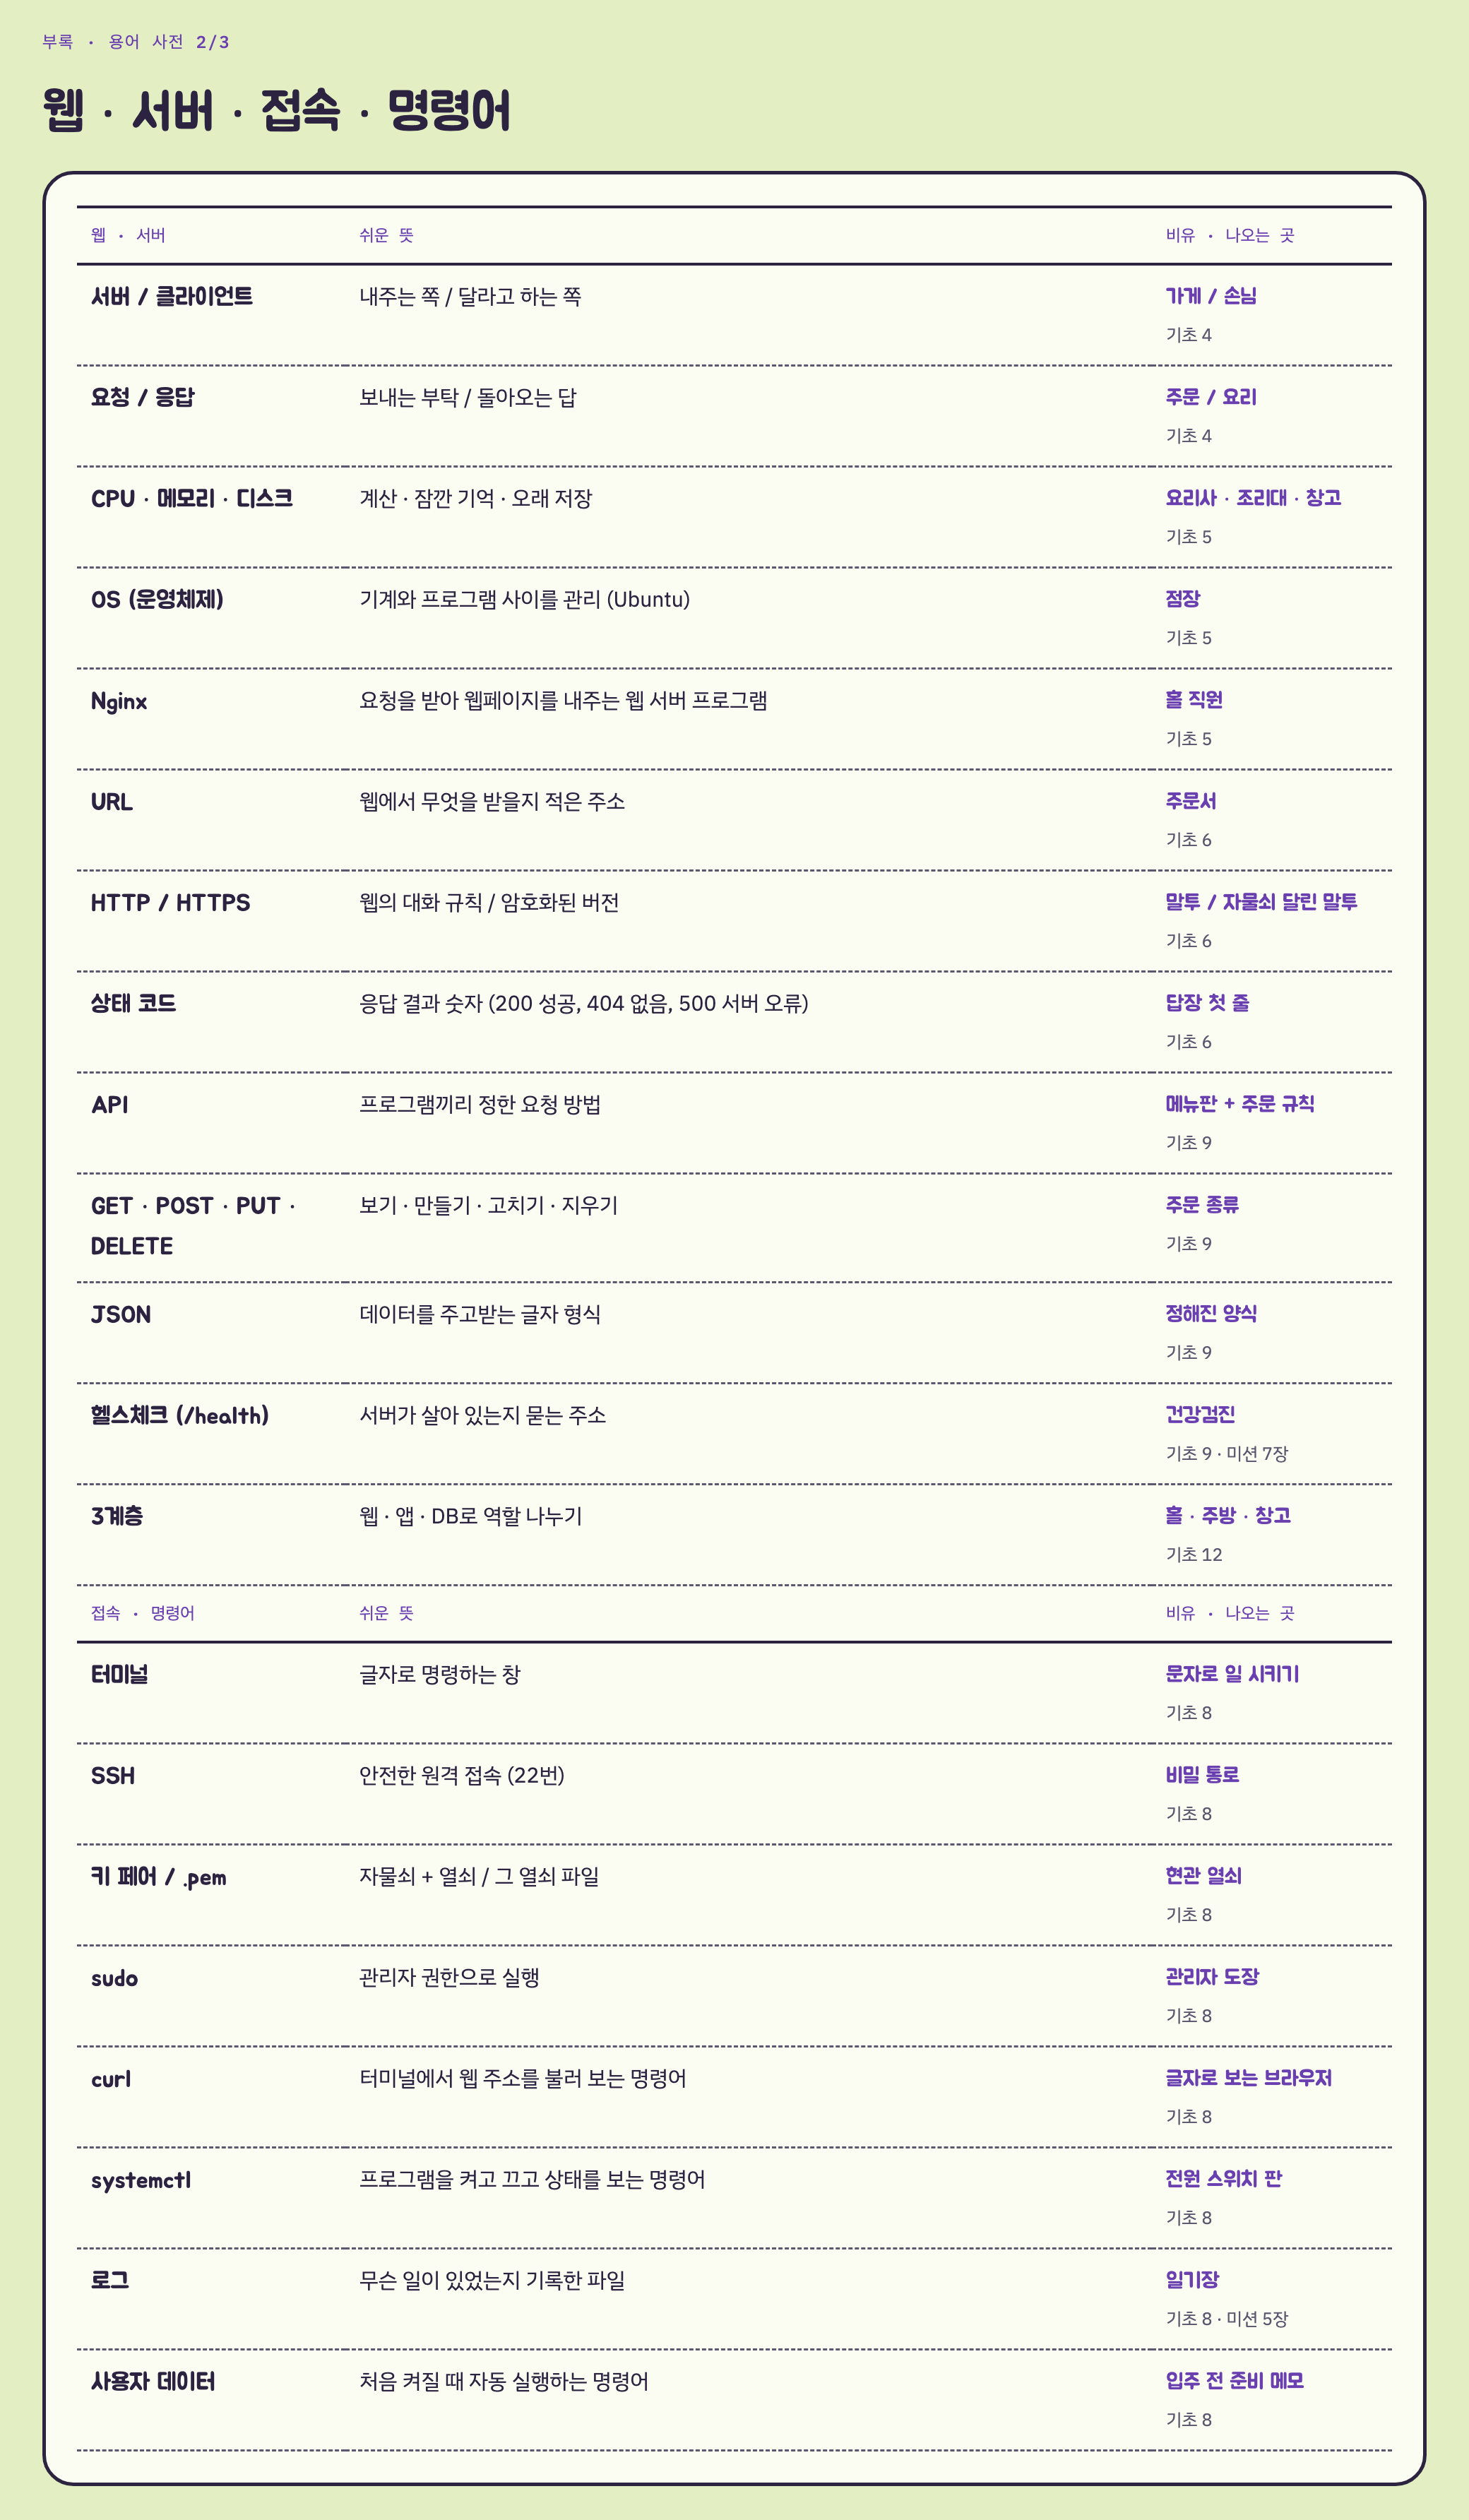 부록 · 용어 사전 2/3
웹 · 서버 · 접속 · 명령어
웹 · 서버 쉬운 뜻 비유 · 나오는 곳
서버 / 클라이언트 내주는 쪽 / 달라고 하는 쪽 가게 / 손님
기초 4
요청 / 응답 보내는 부탁 / 돌아오는 답 주문 / 요리
기초 4
CPU · 메모리 · 디스크 계산 · 잠깐 기억 · 오래 저장 요리사 · 조리대 · 창고
기초 5
OS (운영체제) 기계와 프로그램 사이를 관리 (Ubuntu) 점장
기초 5
Nginx 요청을 받아 웹페이지를 내주는 웹 서버 프로그램 홀 직원
기초 5
URL 웹에서 무엇을 받을지 적은 주소 주문서
기초 6
HTTP / HTTPS 웹의 대화 규칙 / 암호화된 버전 말투 / 자물쇠 달린 말투
기초 6
상태 코드 응답 결과 숫자 (200 성공, 404 없음, 500 서버 오류) 답장 첫 줄
기초 6
API 프로그램끼리 정한 요청 방법 메뉴판 + 주문 규칙
기초 9
GET · POST · PUT · 보기 · 만들기 · 고치기 · 지우기 주문 종류
DELETE 기초 9
JSON 데이터를 주고받는 글자 형식 정해진 양식
기초 9
헬스체크 (/health) 서버가 살아 있는지 묻는 주소 건강검진
기초 9 · 미션 7장
3계층 웹 · 앱 · DB로 역할 나누기 홀 · 주방 · 창고
기초 12
접속 · 명령어 쉬운 뜻 비유 · 나오는 곳
터미널 글자로 명령하는 창 문자로 일 시키기
기초 8
SSH 안전한 원격 접속 (22번) 비밀 통로
기초 8
키 페어 / .pem 자물쇠 + 열쇠 / 그 열쇠 파일 현관 열쇠
기초 8
sudo 관리자 권한으로 실행 관리자 도장
기초 8
curl 터미널에서 웹 주소를 불러 보는 명령어 글자로 보는 브라우저
기초 8
systemctl 프로그램을 켜고 끄고 상태를 보는 명령어 전원 스위치 판
기초 8
로그 무슨 일이 있었는지 기록한 파일 일기장
기초 8 · 미션 5장
사용자 데이터 처음 켜질 때 자동 실행하는 명령어 입주 전 준비 메모
기초 8